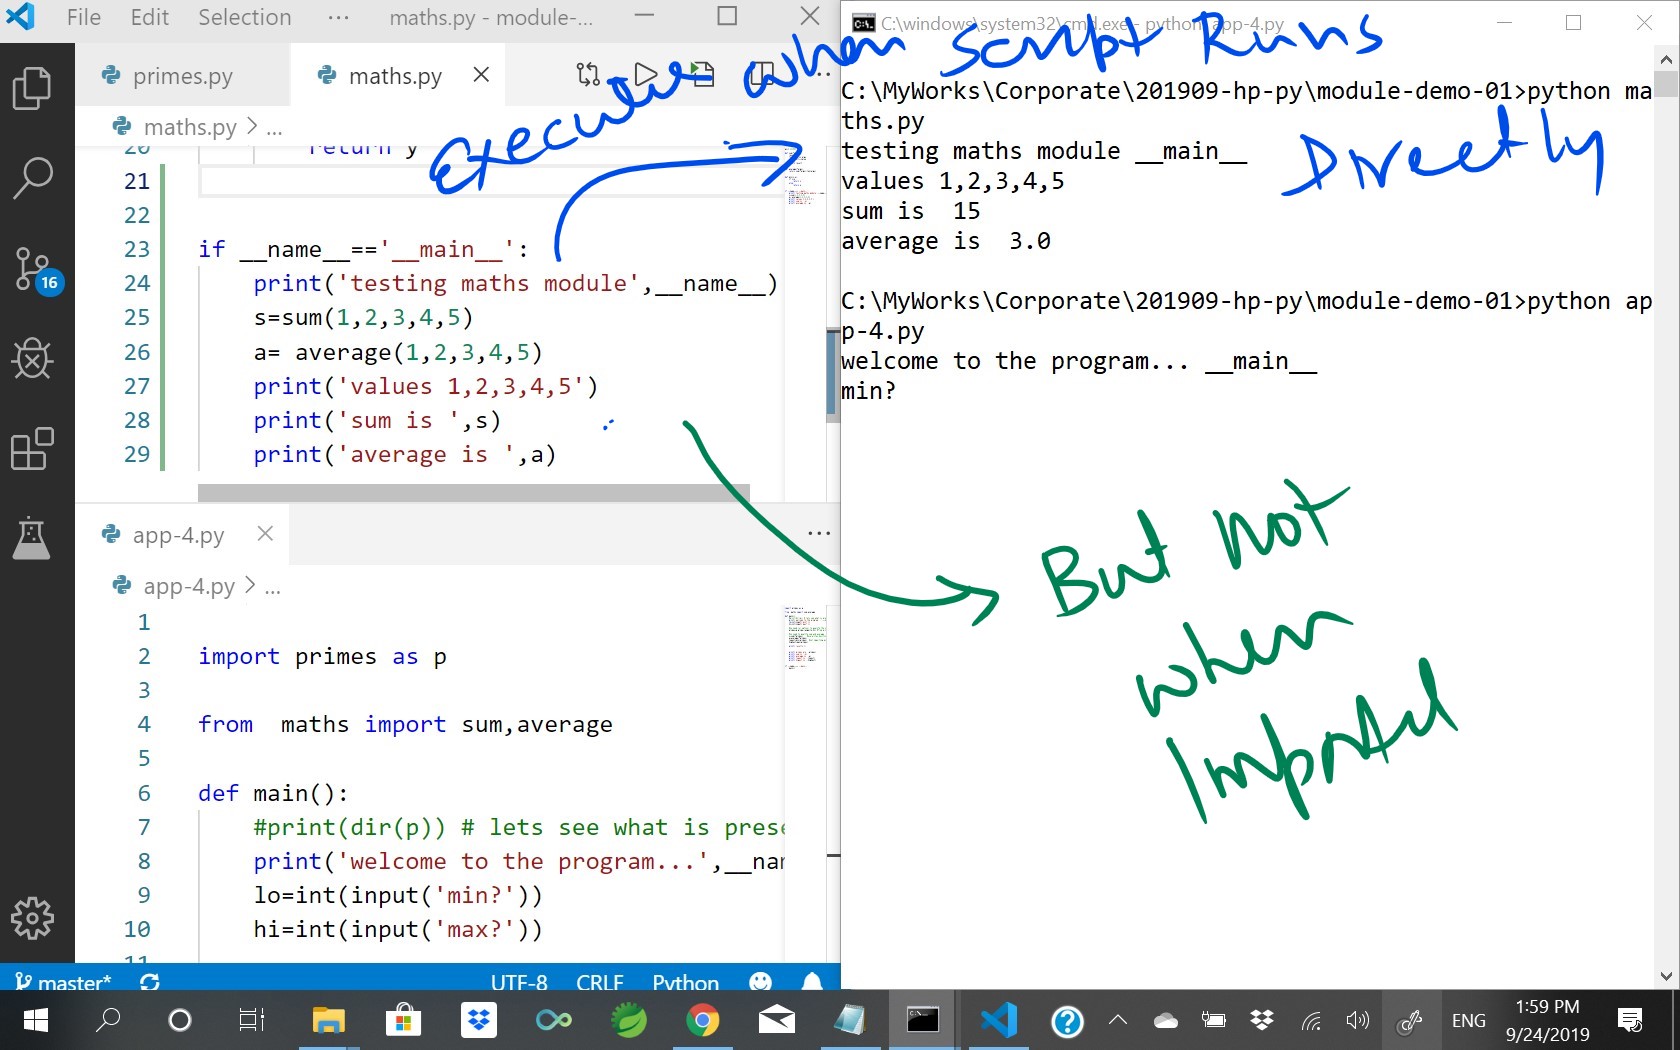 File Edit Selection ... maths.py - module-...
primes.py maths.py
maths.py > ...
20 return y
21
22
23 if __name__=='__main__':
24 print('testing maths module',__name__)
25 s=sum(1,2,3,4,5)
26 a= average(1,2,3,4,5)
27 print('values 1,2,3,4,5')
28 print('sum is ',s)
29 print('average is ',a)
16
app-4.py
app-4.py > ...
1
2 import primes as p
3
4 from  maths import sum,average
5
6 def main():
7 #print(dir(p)) # lets see what is prese
8 print('welcome to the program...',__nam
9 lo=int(input('min?'))
10 hi=int(input('max?'))
11
master* UTF-8 CRLF Python
C:\windows\system32\cmd.exe - python app-4.py
C:\MyWorks\Corporate\201909-hp-py\module-demo-01>python ma
ths.py
testing maths module __main__
values 1,2,3,4,5
sum is  15
average is  3.0
C:\MyWorks\Corporate\201909-hp-py\module-demo-01>python ap
p-4.py
welcome to the program... __main__
min?
when Script Runs
Directly
But not
when
Imported
ENG 1:59 PM
9/24/2019